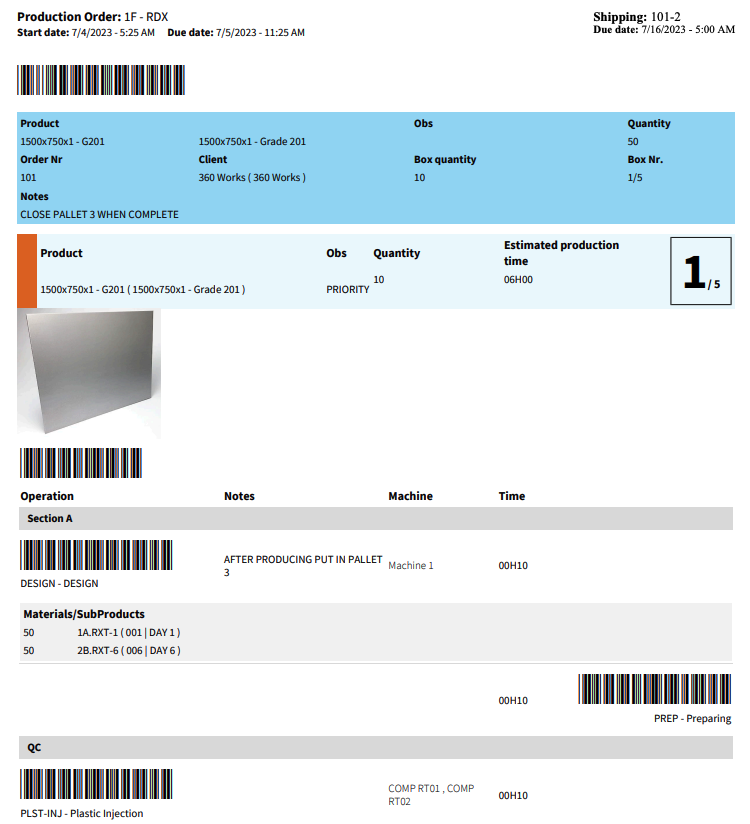 Production Order: 1F - RDX
Start date: 7/4/2023 - 5:25 AM Due date: 7/5/2023 - 11:25 AM
Shipping: 101-2
Due date: 7/16/2023 - 5:00 AM
Product Obs Quantity
1500x750x1 - G201 1500x750x1 - Grade 201 50
Order Nr Client Box quantity Box Nr.
101 360 Works ( 360 Works ) 10 1/5
Notes
CLOSE PALLET 3 WHEN COMPLETE
Product Obs Quantity Estimated production
time
1500x750x1 - G201 ( 1500x750x1 - Grade 201 ) PRIORITY 10 06H00
1 / 5
Operation Notes Machine Time
Section A
AFTER PRODUCING PUT IN PALLET
3
Machine 1 00H10
DESIGN - DESIGN
Materials/SubProducts
50 1A.RXT-1 ( 001 | DAY 1 )
50 2B.RXT-6 ( 006 | DAY 6 )
00H10
PREP - Preparing
QC
COMP RT01 , COMP
RT02
00H10
PLST-INJ - Plastic Injection